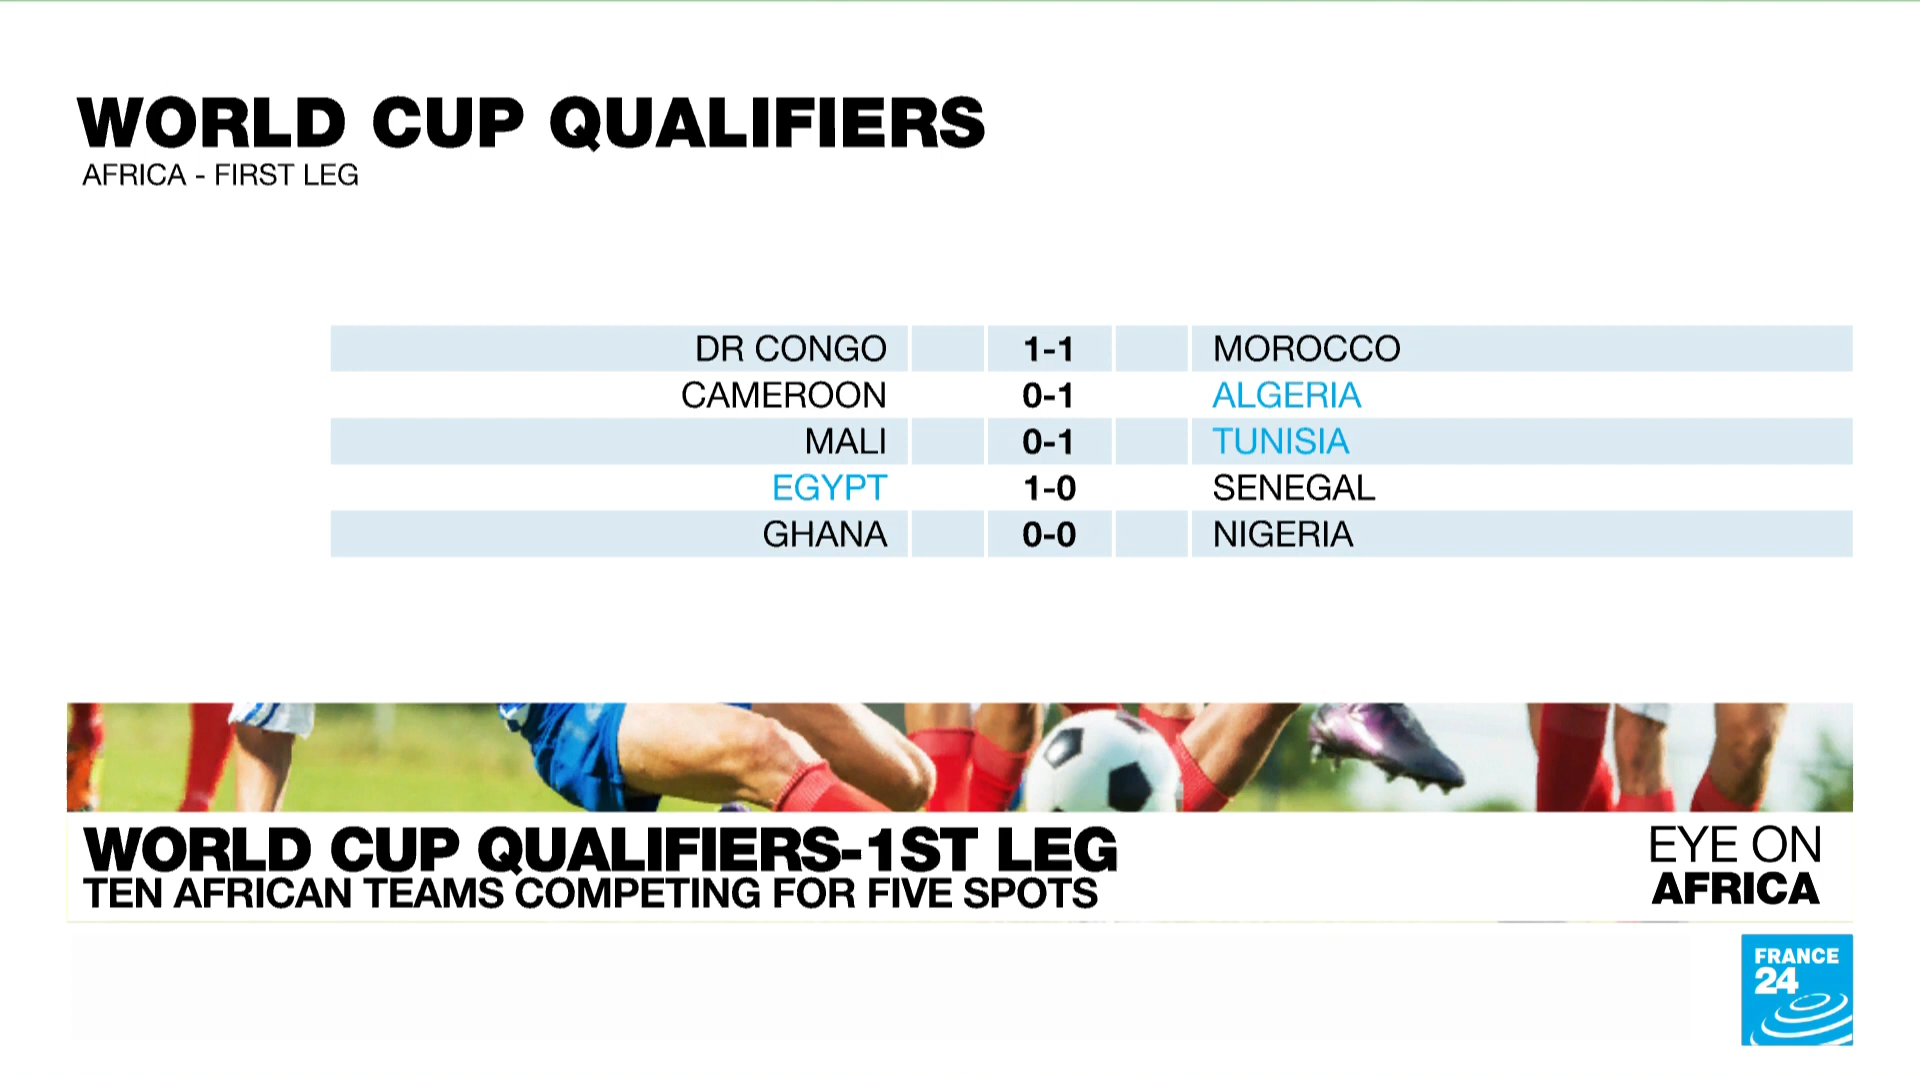 WORLD CUP QUALIFIERS
AFRICA - FIRST LEG
DR CONGO 1-1 MOROCCO
CAMEROON 0-1 ALGERIA
MALI 0-1 TUNISIA
EGYPT 1-0 SENEGAL
GHANA 0-0 NIGERIA
WORLD CUP QUALIFIERS-1ST LEG
TEN AFRICAN TEAMS COMPETING FOR FIVE SPOTS
EYE ON
AFRICA
FRANCE
24